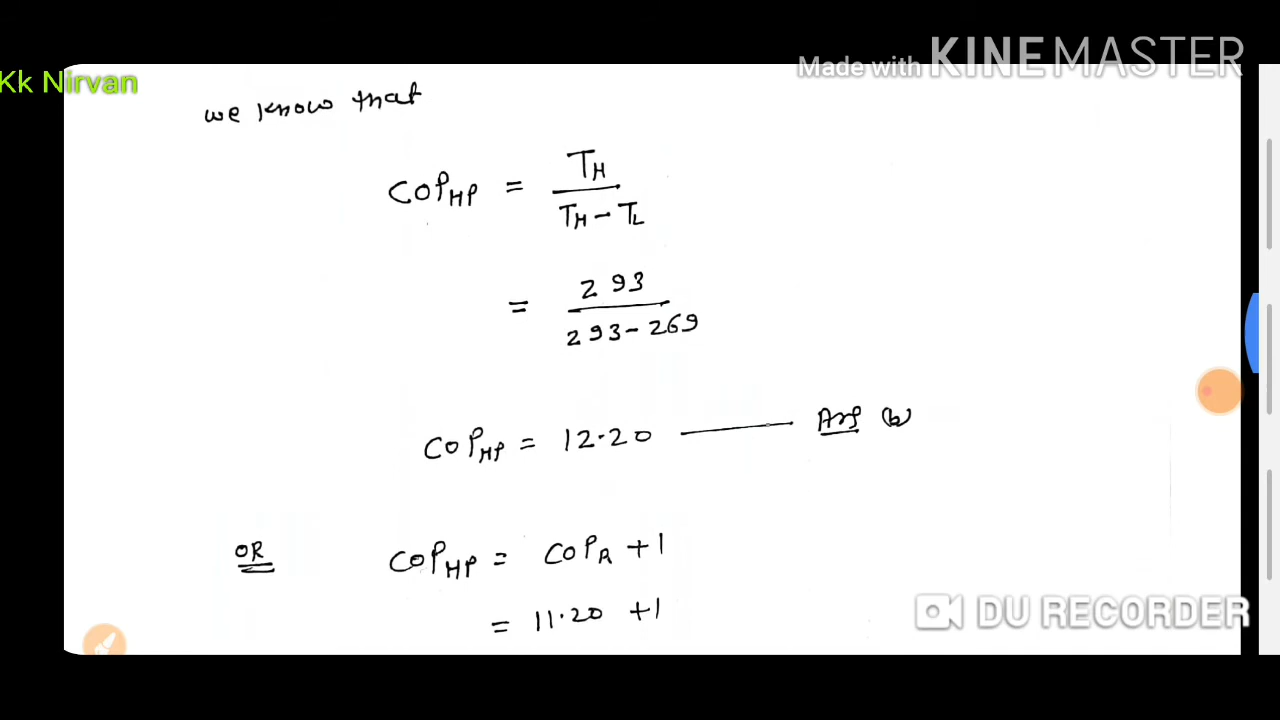 Made with KINEMASTER
Kk Nirvan
we know that
COP_HP = T_H / (T_H - T_L)
= 293 / (293 - 269)
COP_HP = 12.20 —— Ans (b)
OR COP_HP = COP_R + 1
= 11.20 + 1
DU RECORDER